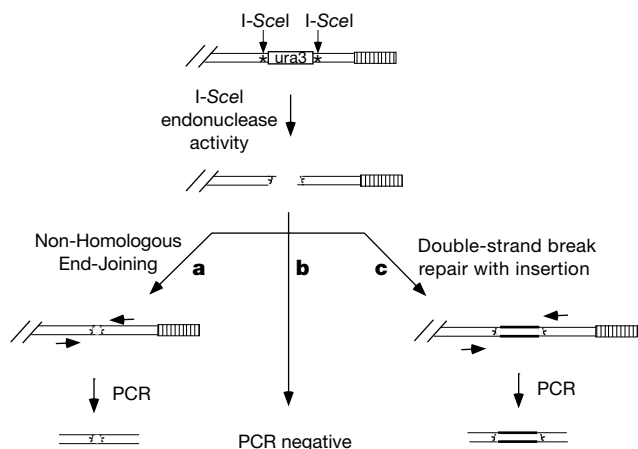 I-SceI I-SceI
* ura3 *
I-SceI
endonuclease
activity
Non-Homologous
End-Joining
a
b
c
Double-strand break
repair with insertion
PCR
PCR
PCR negative